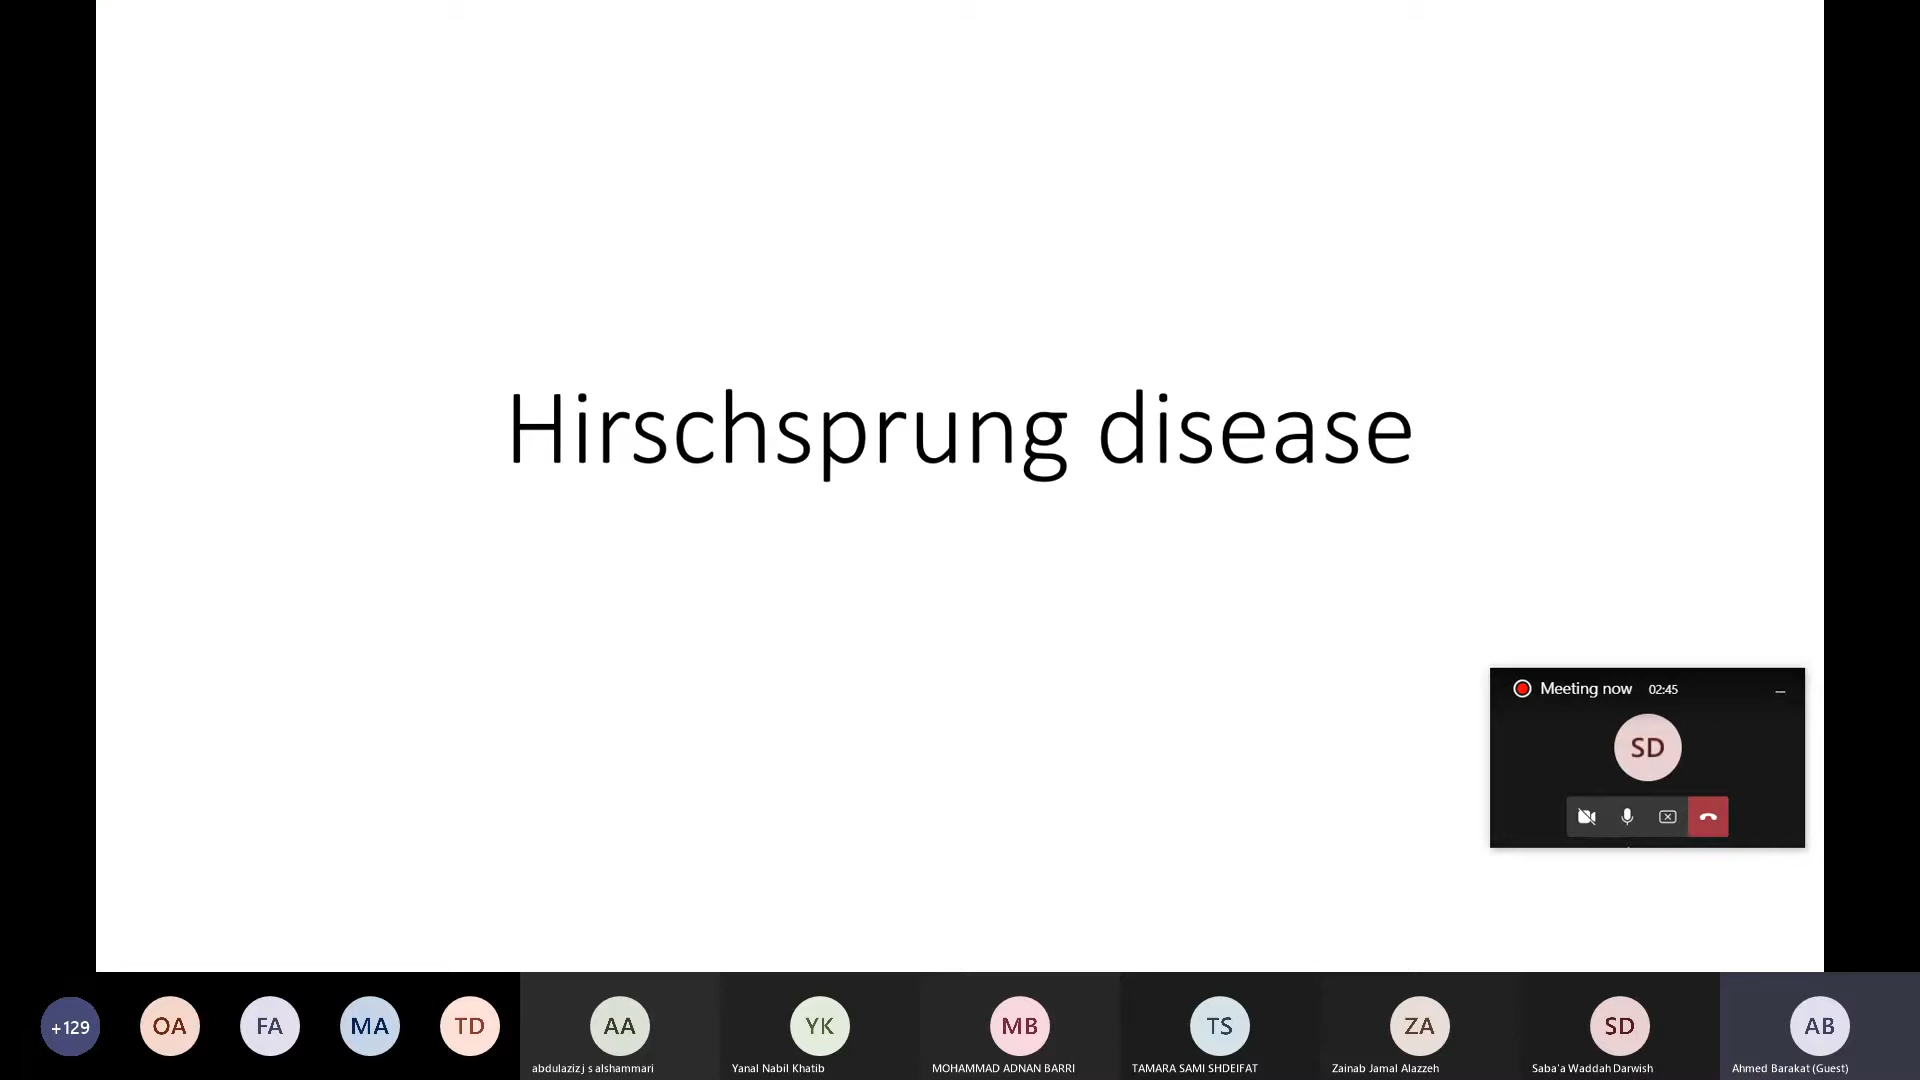 Hirschsprung disease
Meeting now 02:45
SD
+129
OA
FA
MA
TD
AA
YK
MB
TS
ZA
SD
AB
abdulaziz j s alshammari
Yanal Nabil Khatib
MOHAMMAD ADNAN BARRI
TAMARA SAMI SHDEIFAT
Zainab Jamal Alazzeh
Saba'a Waddah Darwish
Ahmed Barakat (Guest)